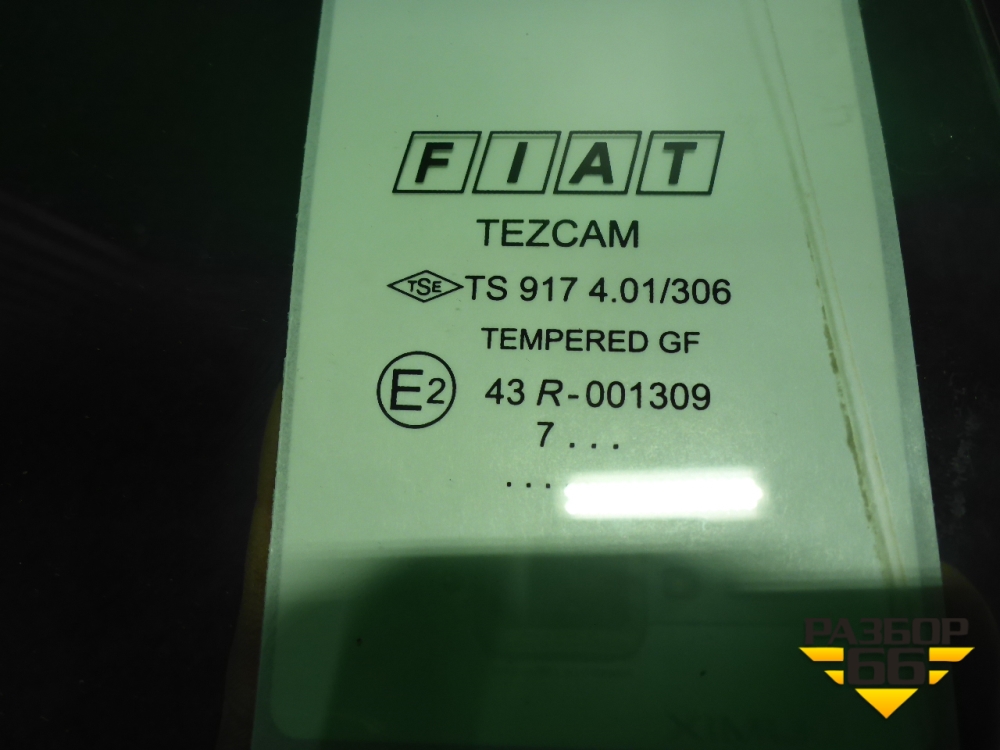 FIAT
TEZCAM
TSE TS 917 4.01/306
TEMPERED GF
E2 43 R-001309
7 . . .
. . . .
РАЗБОР
66